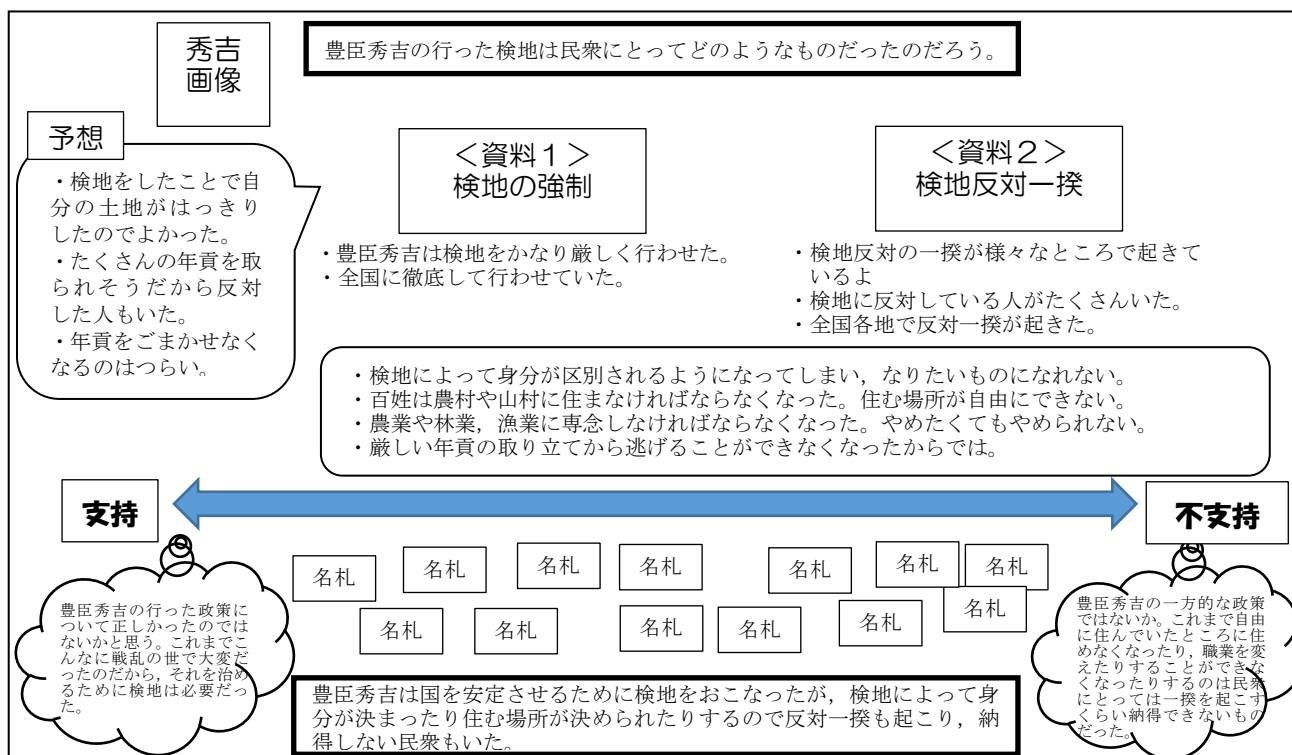 秀吉
画像
豊臣秀吉の行った検地は民衆にとってどのようなものだったのだろう。
予想
・検地をしたことで自
分の土地がはっきり
したのでよかった。
・たくさんの年貢を取
られそうだから反対
した人もいた。
・年貢をごまかせなく
なるのはつらい。
＜資料１＞
検地の強制
・豊臣秀吉は検地をかなり厳しく行わせた。
・全国に徹底して行わせていた。
＜資料２＞
検地反対一揆
・検地反対の一揆が様々なところで起きて
いるよ
・検地に反対している人がたくさんいた。
・全国各地で反対一揆が起きた。
・検地によって身分が区別されるようになってしまい，なりたいものになれない。
・百姓は農村や山村に住まなければならなくなった。住む場所が自由にできない。
・農業や林業，漁業に専念しなければならなくなった。やめたくてもやめられない。
・厳しい年貢の取り立てから逃げることができなくなったからでは。
支持
不支持
名札
名札
名札
名札
名札
名札
名札
名札
名札
名札
名札
名札
名札
豊臣秀吉の行った政策に
ついて正しかったのでは
ないかと思う。これまでこ
んなに戦乱の世で大変だ
ったのだから，それを治め
るために検地は必要だっ
た。
豊臣秀吉の一方的な政策
ではないか。これまで自由
に住んでいたところに住
めなくなったり，職業を変
えたりすることができな
くなったりするのは民衆
にとっては一揆を起こす
くらい納得できないもの
だった。
豊臣秀吉は国を安定させるために検地をおこなったが，検地によって身
分が決まったり住む場所が決められたりするので反対一揆も起こり，納
得しない民衆もいた。